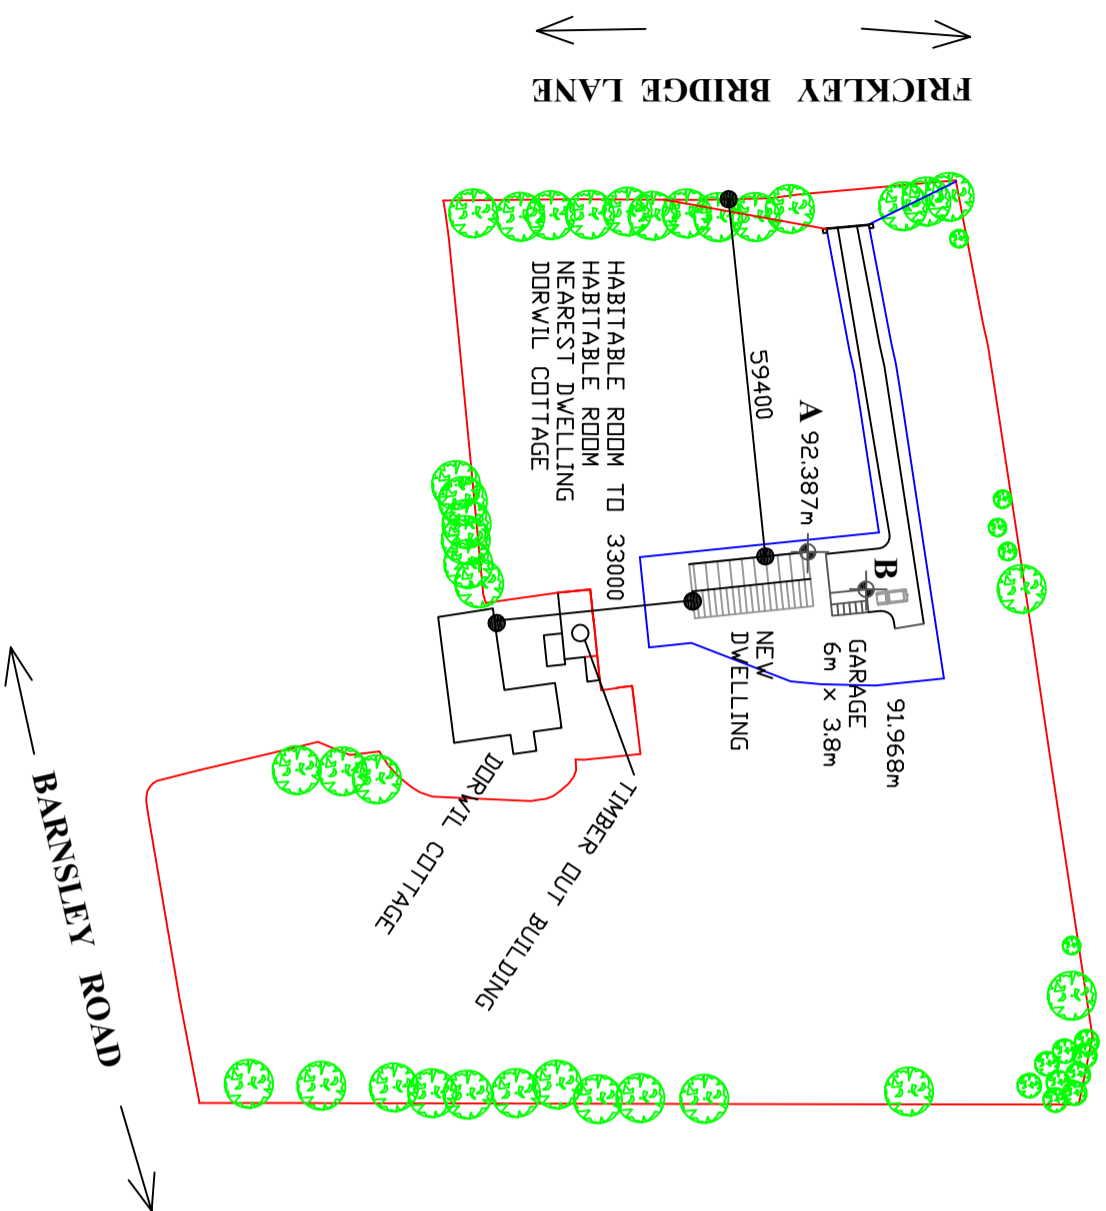 FRICKLEY BRIDGE LANE
59400
A 92.387m
B
91.968m
GARAGE
6m x 3.8m
NEW
DWELLING
HABITABLE ROOM TO 33000
HABITABLE ROOM
NEAREST DWELLING
DORWIL COTTAGE
TIMBER OUT BUILDING
DORWIL COTTAGE
BARNSLEY ROAD